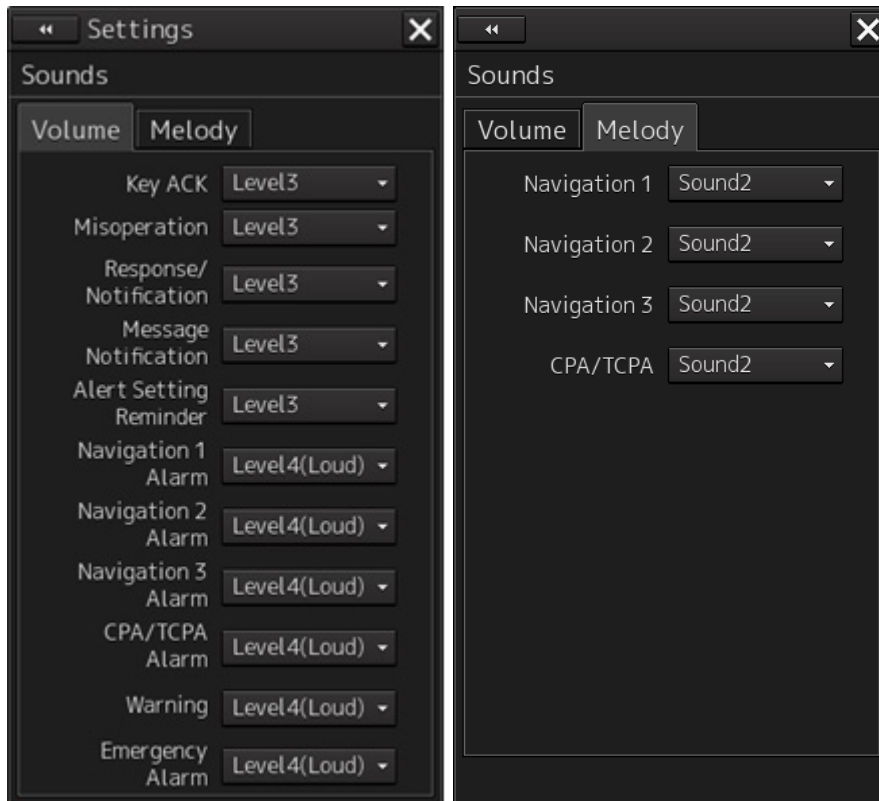 Settings
Sounds
Volume Melody
Key ACK Level3
Misoperation Level3
Response/
Notification Level3
Message
Notification Level3
Alert Setting
Reminder Level3
Navigation 1
Alarm Level4(Loud)
Navigation 2
Alarm Level4(Loud)
Navigation 3
Alarm Level4(Loud)
CPA/TCPA
Alarm Level4(Loud)
Warning Level4(Loud)
Emergency
Alarm Level4(Loud)
Sounds
Volume Melody
Navigation 1 Sound2
Navigation 2 Sound2
Navigation 3 Sound2
CPA/TCPA Sound2